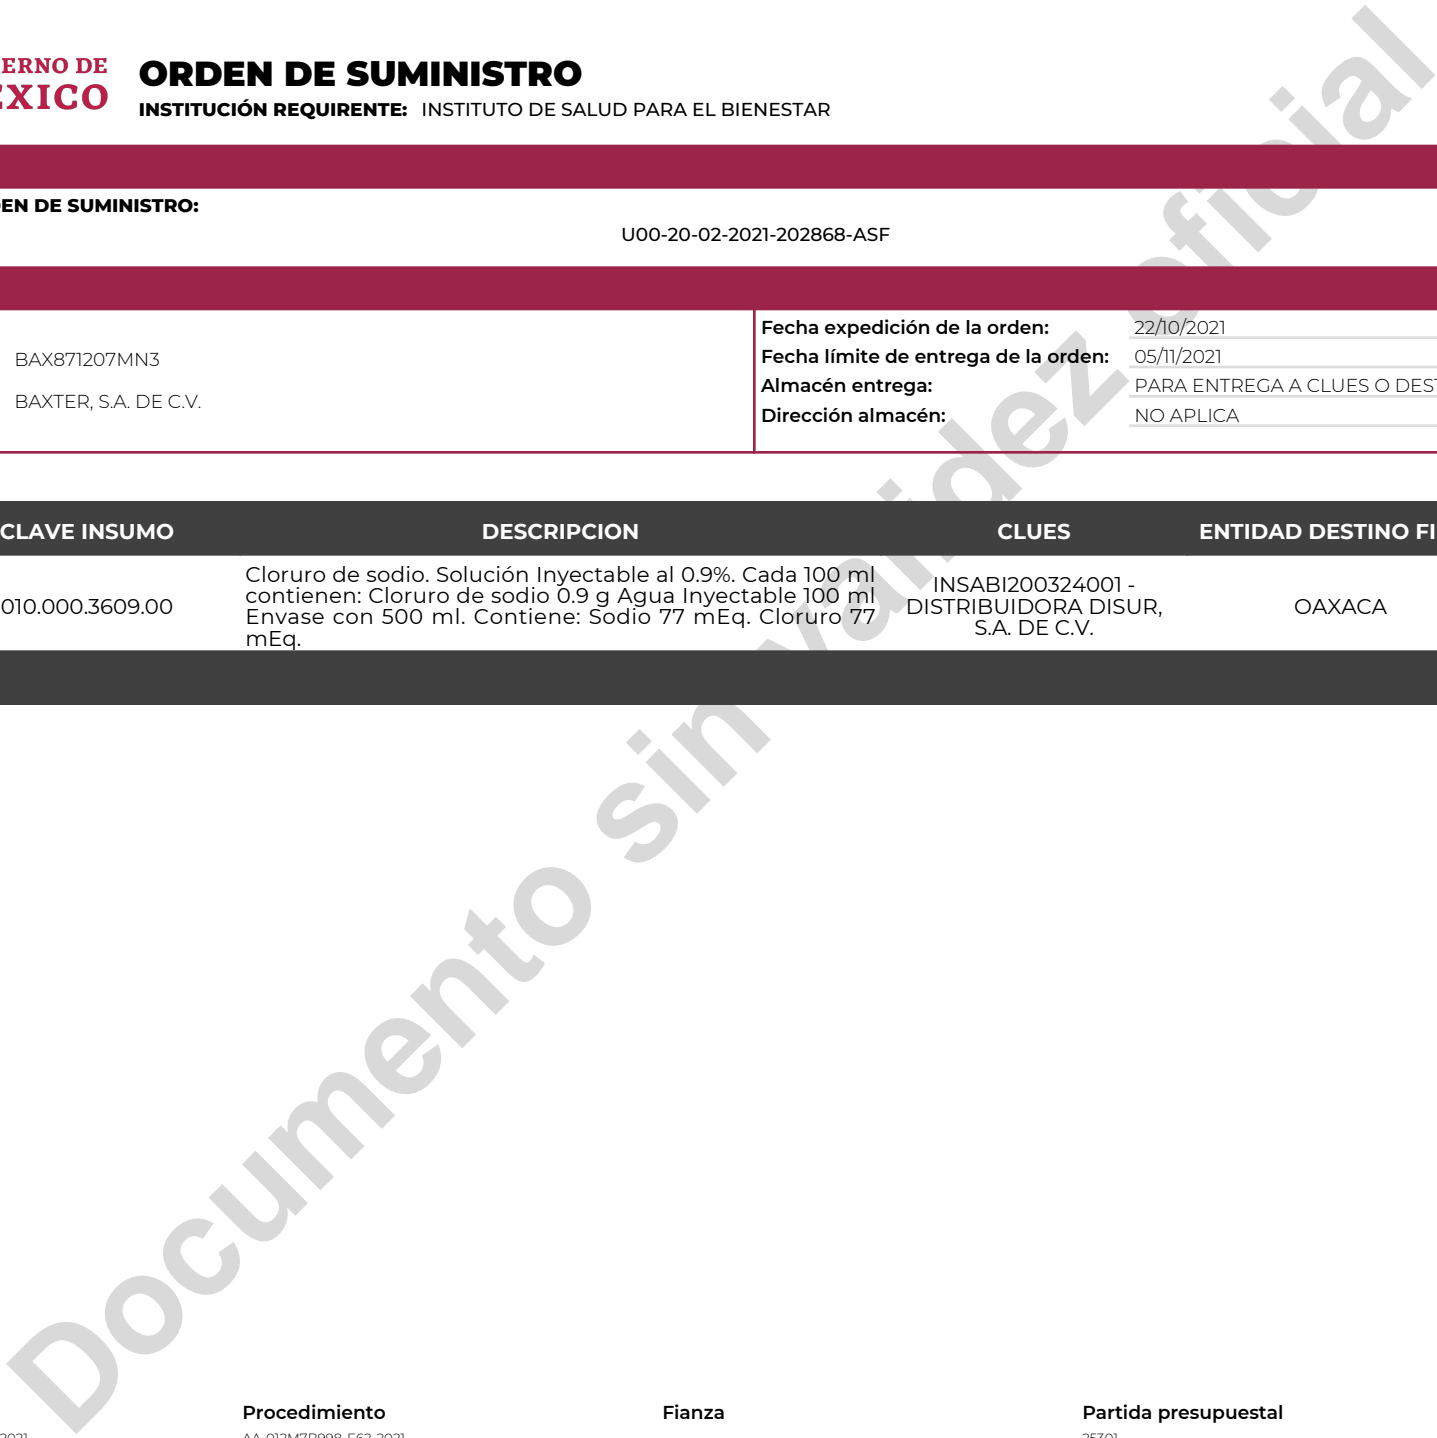 ERNO DE
ORDEN DE SUMINISTRO
EXICO
INSTITUCIÓN REQUIRENTE: INSTITUTO DE SALUD PARA EL BIENESTAR
EN DE SUMINISTRO:
U00-20-02-2021-202868-ASF
BAX871207MN3
BAXTER, S.A. DE C.V.
Fecha expedición de la orden: 22/10/2021
Fecha límite de entrega de la orden: 05/11/2021
Almacén entrega: PARA ENTREGA A CLUES O DEST
Dirección almacén: NO APLICA
CLAVE INSUMO DESCRIPCION CLUES ENTIDAD DESTINO FI
010.000.3609.00
Cloruro de sodio. Solución Inyectable al 0.9%. Cada 100 ml
contienen: Cloruro de sodio 0.9 g Agua Inyectable 100 ml
Envase con 500 ml. Contiene: Sodio 77 mEq. Cloruro 77
mEq.
INSABI200324001 -
DISTRIBUIDORA DISUR,
S.A. DE C.V.
OAXACA
Documento sin validez oficial
Procedimiento Fianza Partida presupuestal